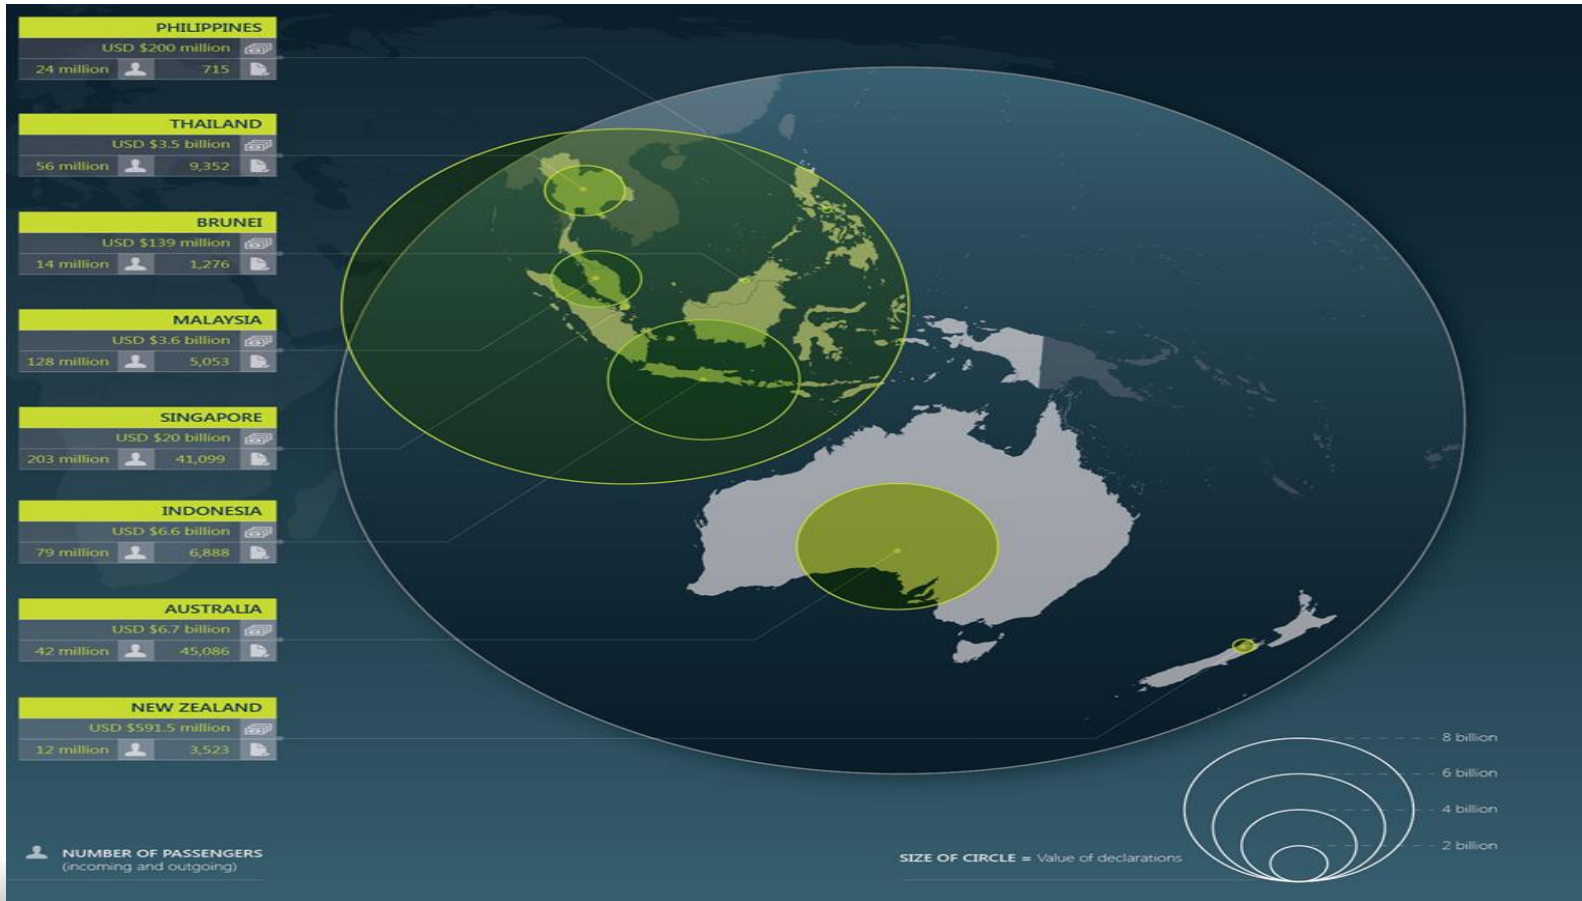 PHILIPPINES
USD $200 million
24 million 715
THAILAND
USD $3.5 billion
56 million 9,352
BRUNEI
USD $139 million
14 million 1,276
MALAYSIA
USD $3.6 billion
128 million 5,053
SINGAPORE
USD $20 billion
203 million 41,099
INDONESIA
USD $6.6 billion
79 million 6,888
AUSTRALIA
USD $6.7 billion
42 million 45,086
NEW ZEALAND
USD $591.5 million
12 million 3,523
NUMBER OF PASSENGERS
(incoming and outgoing)
SIZE OF CIRCLE = Value of declarations
8 billion
6 billion
4 billion
2 billion